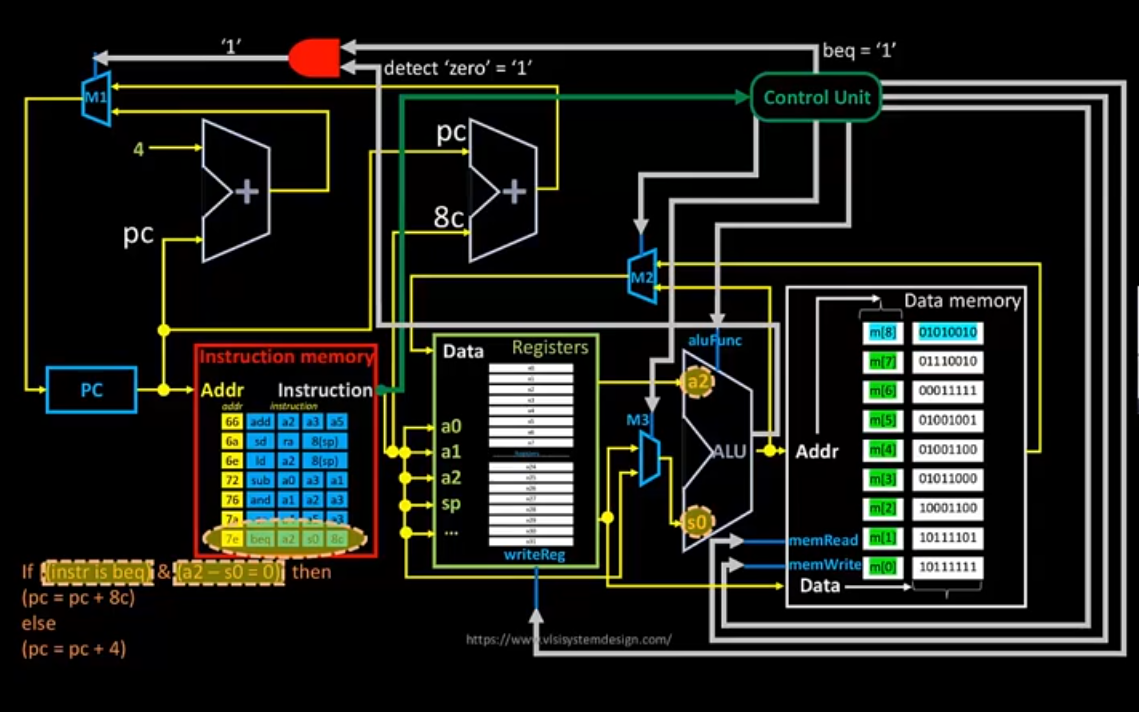 '1'
beq = '1'
detect 'zero' = '1'
M1
Control Unit
4
pc
pc
8c
M2
PC
Instruction memory
Addr
Instruction
addr
instruction
66 add a2 a3 a5
6a sd ra 8(sp)
6e ld a2 8(sp)
72 sub a0 a3 a1
76 and a1 a2 a3
7e beq a2 s0 8c
Data
Registers
a0
a1
a2
sp
...
writeReg
aluFunc
M3
a2
ALU
s0
Data memory
Addr
m[8] 01010010
m[7] 01110010
m[6] 00011111
m[5] 01001001
m[4] 01001100
m[3] 01011000
m[2] 10001100
m[1] 10111101
m[0] 10111111
memRead
memWrite
Data
If (instr is beq) & (a2 – s0 = 0) then
(pc = pc + 8c)
else
(pc = pc + 4)
https://www.vlsisystemdesign.com/